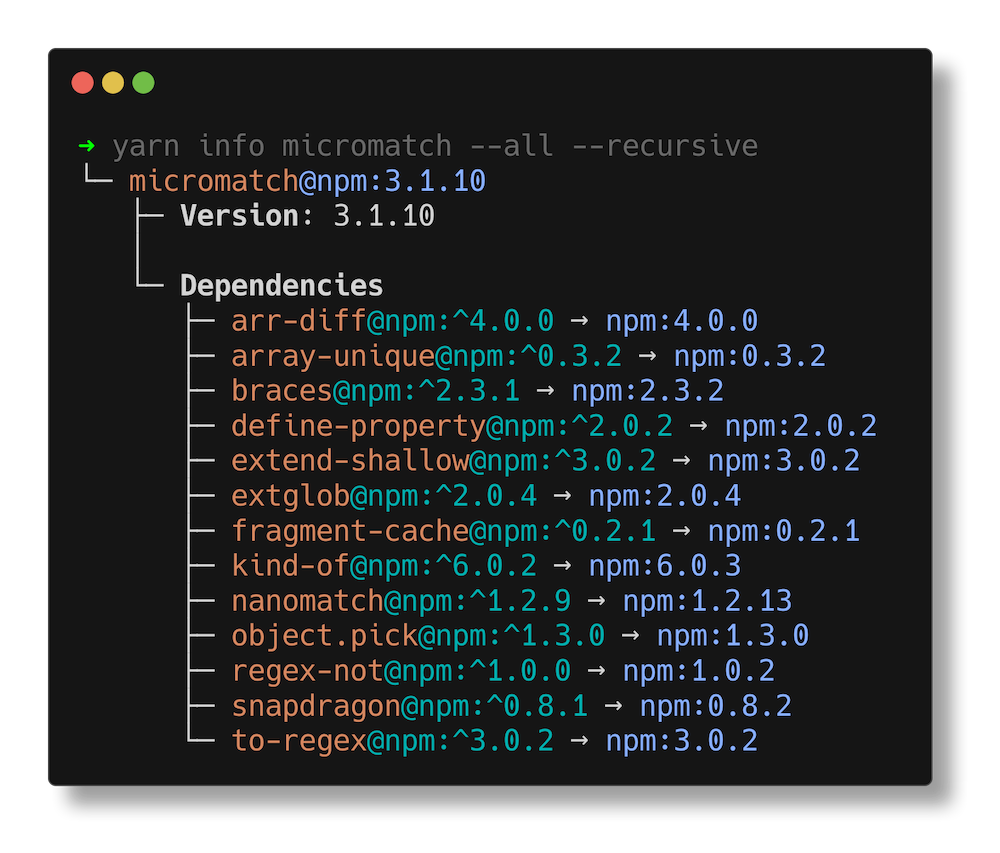 ➜ yarn info micromatch --all --recursive
└─ micromatch@npm:3.1.10
├─ Version: 3.1.10
└─ Dependencies
├─ arr-diff@npm:^4.0.0 → npm:4.0.0
├─ array-unique@npm:^0.3.2 → npm:0.3.2
├─ braces@npm:^2.3.1 → npm:2.3.2
├─ define-property@npm:^2.0.2 → npm:2.0.2
├─ extend-shallow@npm:^3.0.2 → npm:3.0.2
├─ extglob@npm:^2.0.4 → npm:2.0.4
├─ fragment-cache@npm:^0.2.1 → npm:0.2.1
├─ kind-of@npm:^6.0.2 → npm:6.0.3
├─ nanomatch@npm:^1.2.9 → npm:1.2.13
├─ object.pick@npm:^1.3.0 → npm:1.3.0
├─ regex-not@npm:^1.0.0 → npm:1.0.2
├─ snapdragon@npm:^0.8.1 → npm:0.8.2
└─ to-regex@npm:^3.0.2 → npm:3.0.2